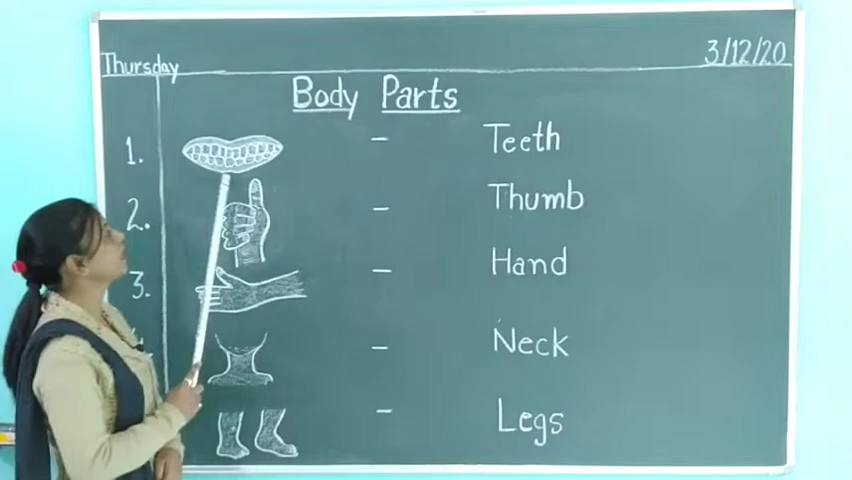 Thursday 3/12/20
Body Parts
1. - Teeth
2. - Thumb
3. - Hand
- Neck
- Legs